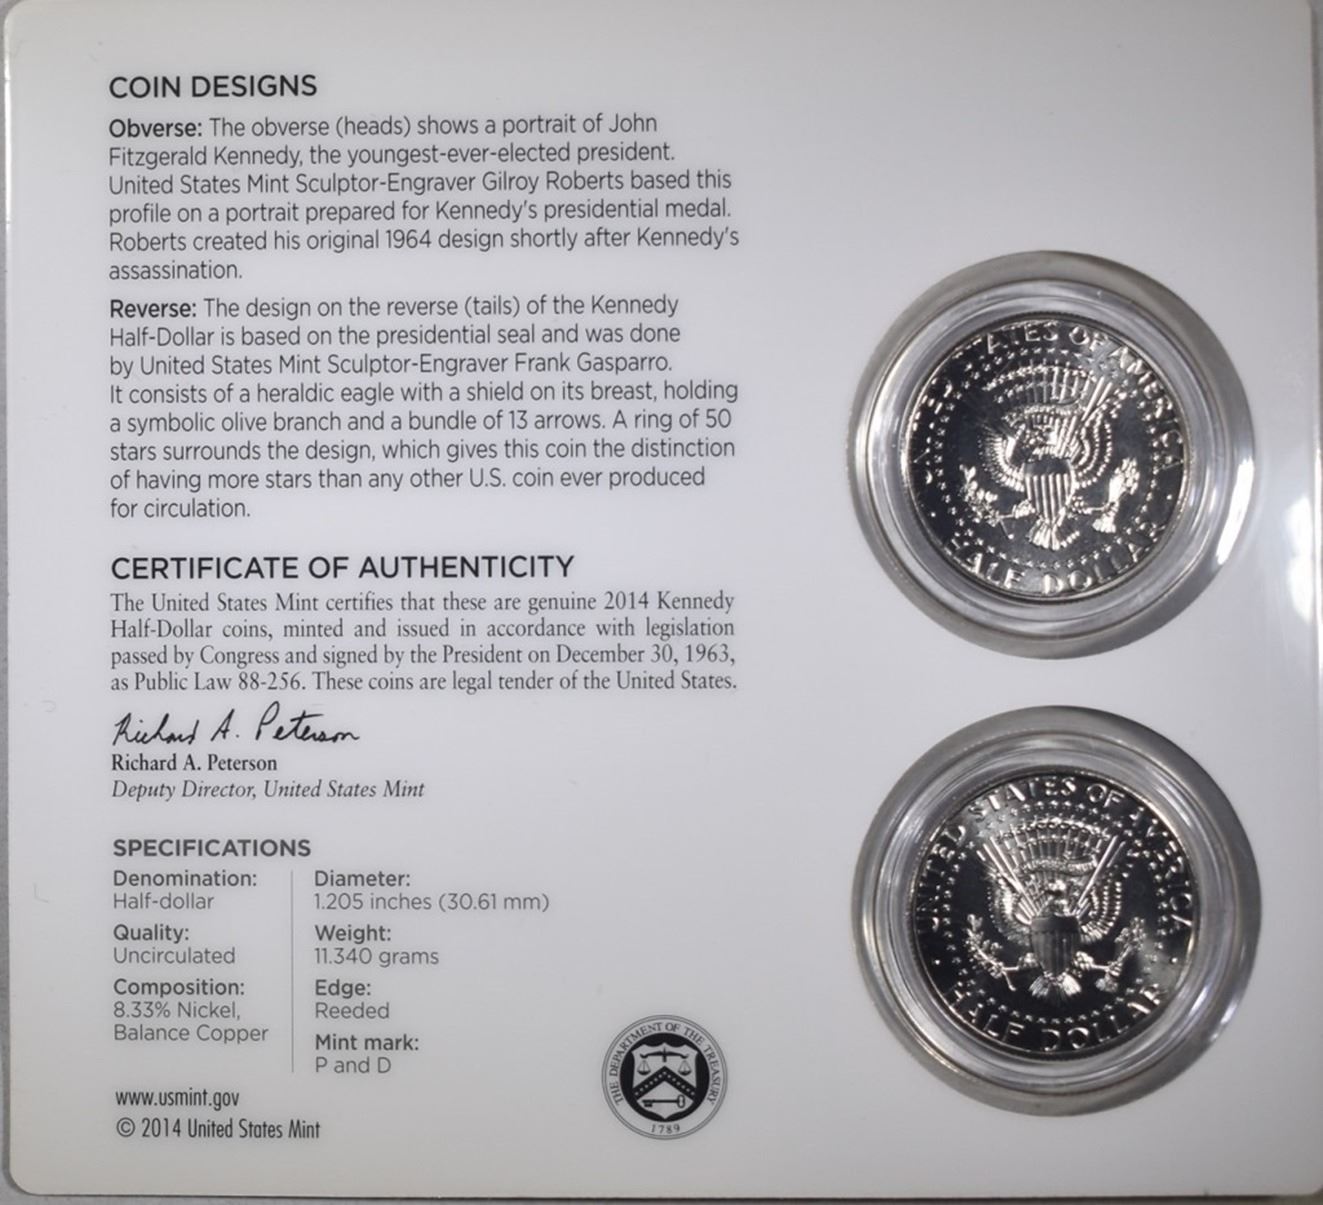 COIN DESIGNS
Obverse: The obverse (heads) shows a portrait of John
Fitzgerald Kennedy, the youngest-ever-elected president.
United States Mint Sculptor-Engraver Gilroy Roberts based this
profile on a portrait prepared for Kennedy's presidential medal.
Roberts created his original 1964 design shortly after Kennedy's
assassination.
Reverse: The design on the reverse (tails) of the Kennedy
Half-Dollar is based on the presidential seal and was done
by United States Mint Sculptor-Engraver Frank Gasparro.
It consists of a heraldic eagle with a shield on its breast, holding
a symbolic olive branch and a bundle of 13 arrows. A ring of 50
stars surrounds the design, which gives this coin the distinction
of having more stars than any other U.S. coin ever produced
for circulation.
CERTIFICATE OF AUTHENTICITY
The United States Mint certifies that these are genuine 2014 Kennedy
Half-Dollar coins, minted and issued in accordance with legislation
passed by Congress and signed by the President on December 30, 1963,
as Public Law 88-256. These coins are legal tender of the United States.
Richard A. Peterson
Richard A. Peterson
Deputy Director, United States Mint
SPECIFICATIONS
Denomination:
Half-dollar
Quality:
Uncirculated
Composition:
8.33% Nickel,
Balance Copper
Diameter:
1.205 inches (30.61 mm)
Weight:
11.340 grams
Edge:
Reeded
Mint mark:
P and D
www.usmint.gov
© 2014 United States Mint
THE DEPARTMENT OF THE TREASURY
1789
UNITED STATES OF AMERICA
HALF DOLLAR
UNITED STATES OF AMERICA
HALF DOLLAR